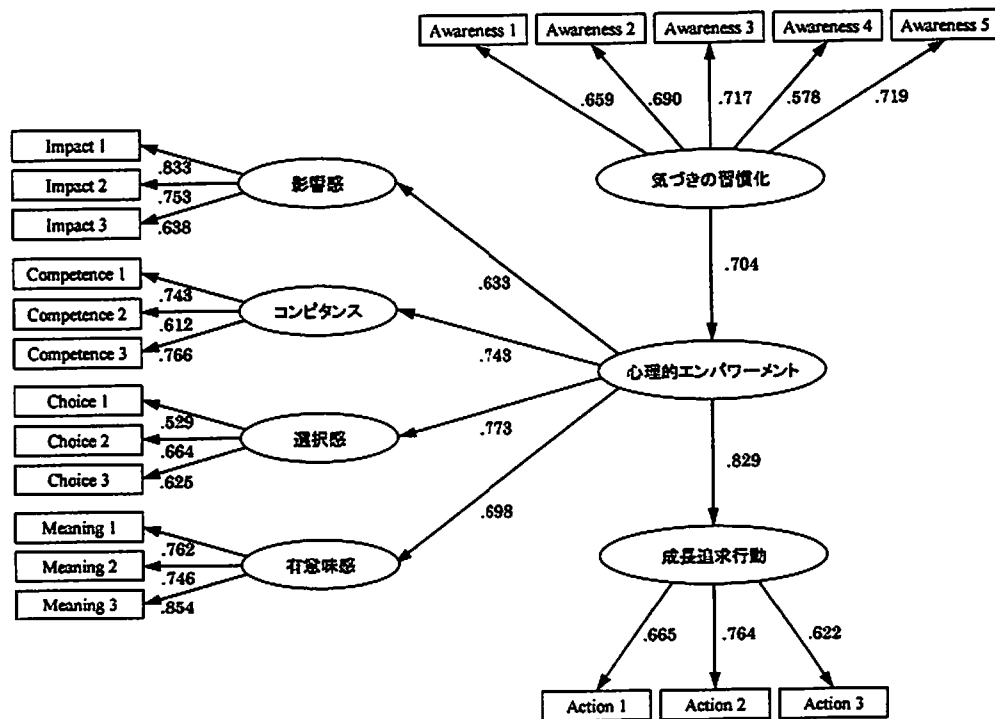 Awareness 1
Awareness 2
Awareness 3
Awareness 4
Awareness 5
.659
.690
.717
.578
.719
気づきの習慣化
Impact 1
Impact 2
Impact 3
.833
.753
.638
影響感
.633
.704
Competence 1
Competence 2
Competence 3
.743
.612
.766
コンピタンス
.743
心理的エンパワーメント
Choice 1
Choice 2
Choice 3
.529
.664
.625
選択感
.773
.829
Meaning 1
Meaning 2
Meaning 3
.762
.746
.854
有意味感
.698
成長追求行動
.665
.764
.622
Action 1
Action 2
Action 3